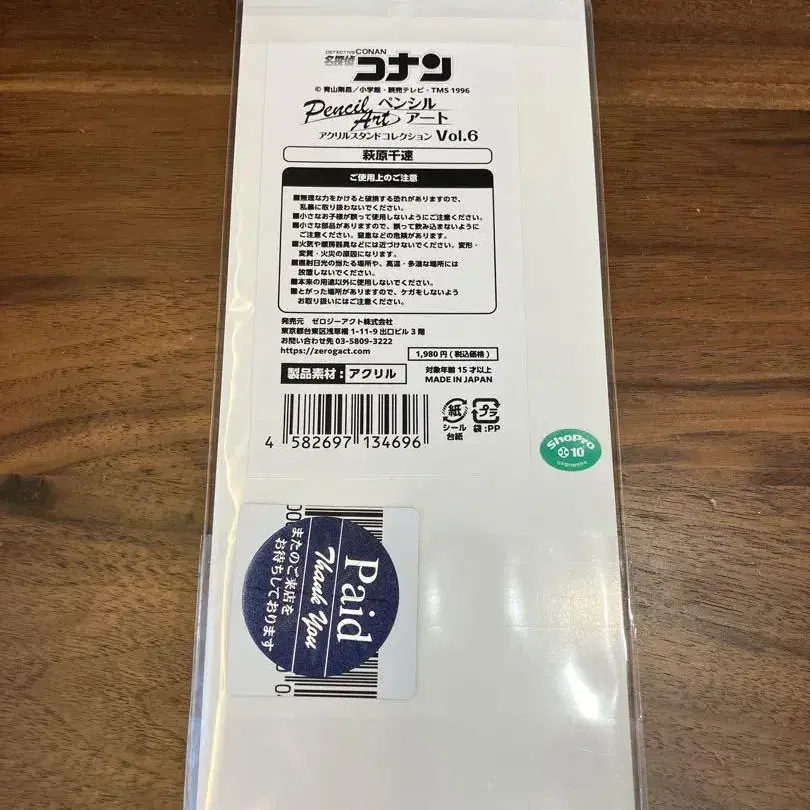 DETECTIVE CONAN
名探偵コナン
© 青山剛昌／小学館・読売テレビ・TMS 1996
Pencil Art ペンシルアート
アクリルスタンドコレクション Vol.6
萩原千速
ご使用上のご注意
■無理な力をかけると破損する恐れがありますので、
乱暴に取り扱わないでください。
■小さなお子様が誤って使用しないようにご注意ください。
■小さな部品がありますので、誤って飲み込まないように
ご注意ください。窒息などの危険があります。
■火気や暖房器具などには近づけないでください。変形・
変質・火災の原因になります。
■直射日光の当たる場所や、高温・多湿な場所には
放置しないでください。
■本来の用途以外に使用しないでください。
■とがった場所がありますので、ケガをしないよう
お取り扱いにはご注意ください。
発売元 ゼロジーアクト株式会社
東京都台東区浅草橋 1-11-9 出口ビル 3 階
お問い合わせ先 03-5809-3222
https://zerogact.com
1,980 円 ( 税込価格 )
製品素材：アクリル
対象年齢 15 才以上
MADE IN JAPAN
4 582697 134696
紙
シール
台紙
プラ
袋 :PP
ShoPro
10
Paid
Thank You
またのご来店を
お待ちしております